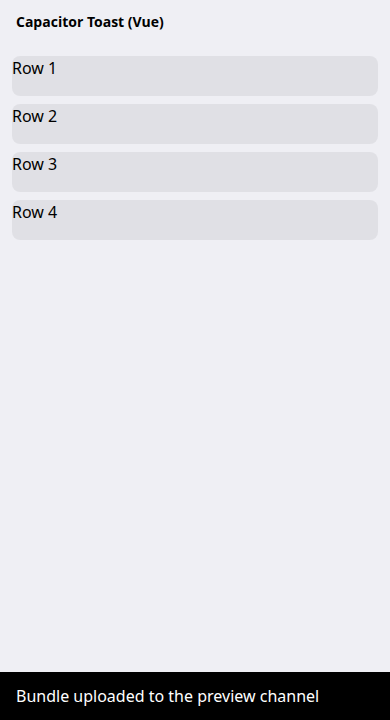 Capacitor Toast (Vue)
Row 1
Row 2
Row 3
Row 4
Bundle uploaded to the preview channel